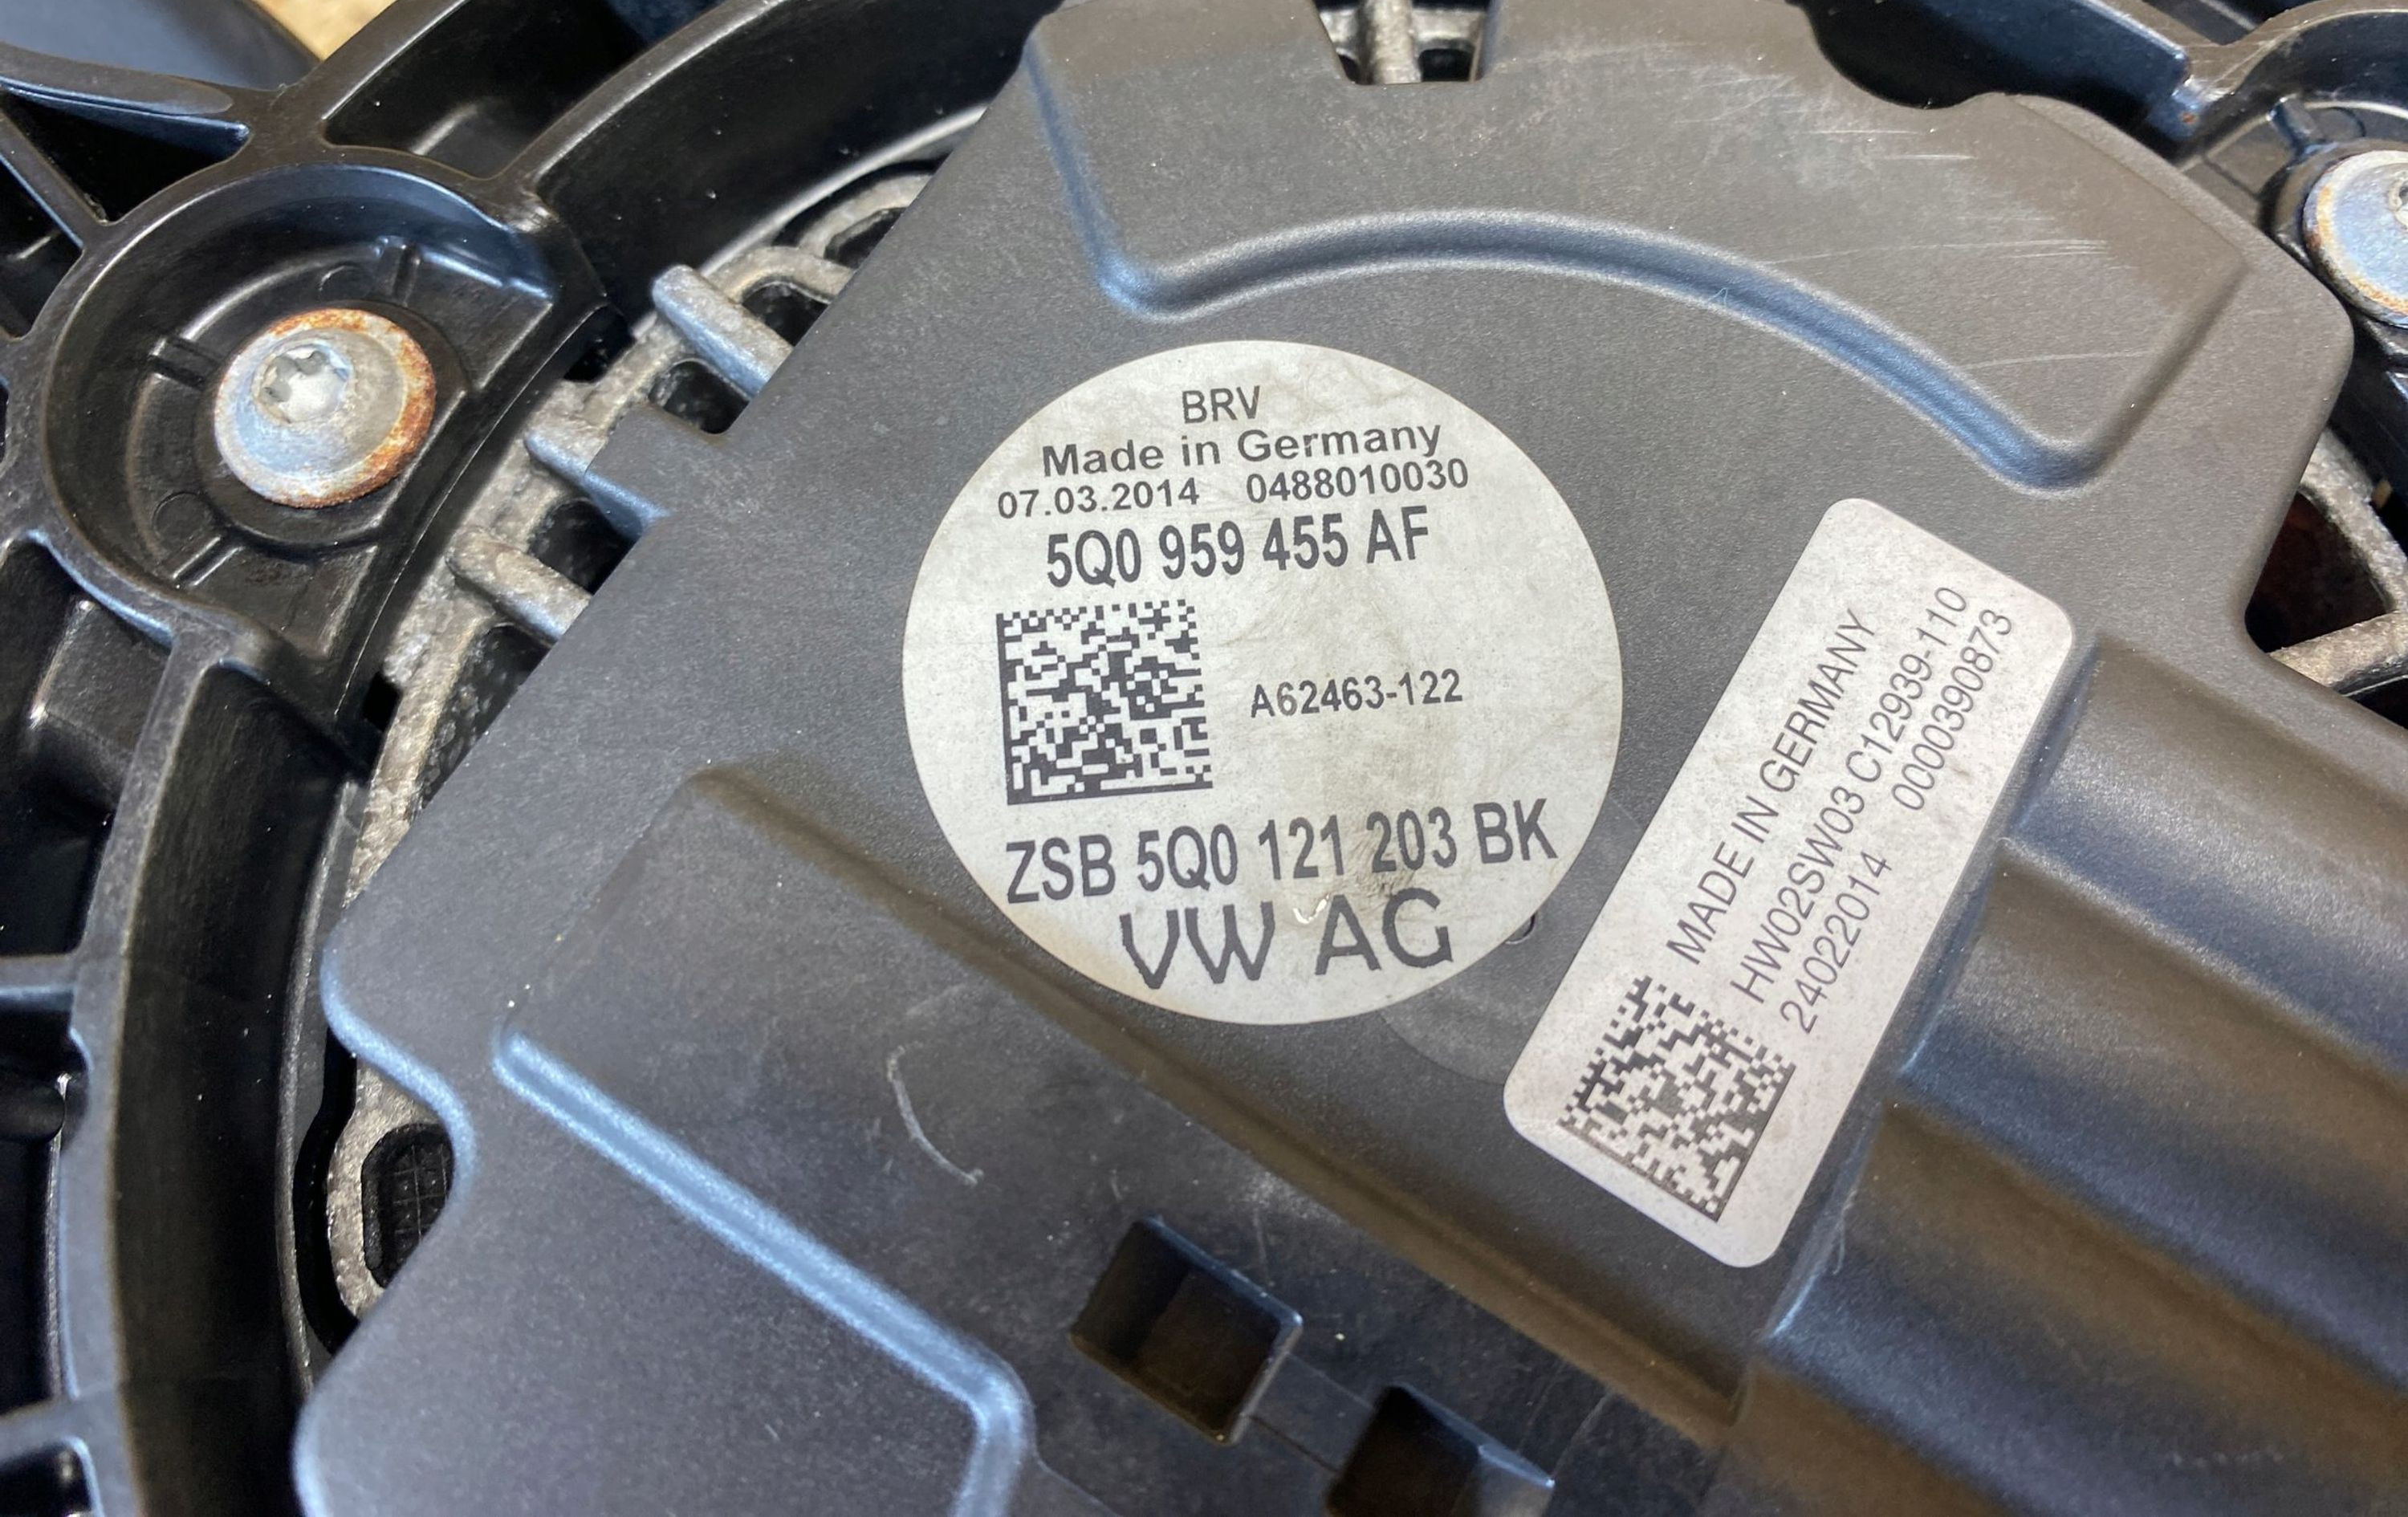 BRV
Made in Germany
07.03.2014 0488010030
5Q0 959 455 AF
A62463-122
ZSB 5Q0 121 203 BK
VW AG
MADE IN GERMANY
HW02SW03 C12939-110
24022014 0000390873